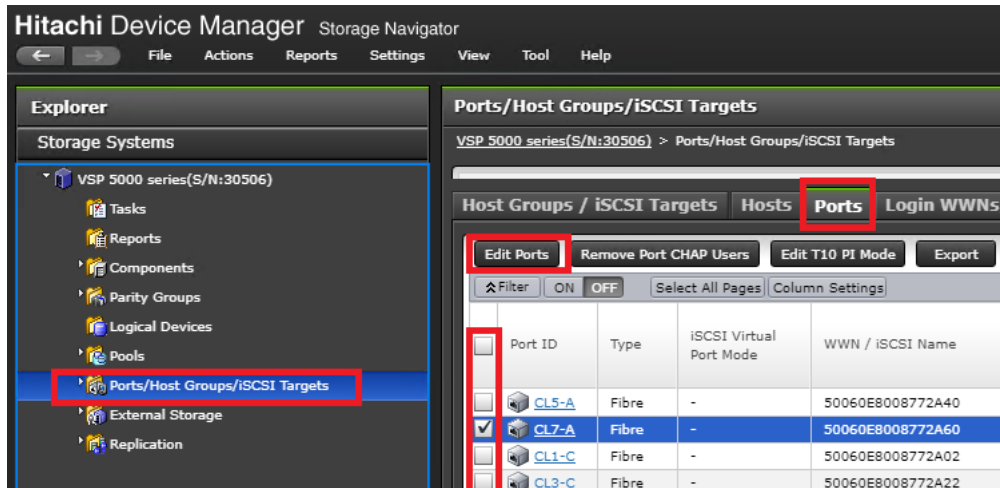 Hitachi Device Manager Storage Navigator
File Actions Reports Settings View Tool Help
Explorer
Storage Systems
VSP 5000 series(S/N:30506)
Tasks
Reports
Components
Parity Groups
Logical Devices
Pools
Ports/Host Groups/iSCSI Targets
External Storage
Replication
Ports/Host Groups/iSCSI Targets
VSP 5000 series(S/N:30506) > Ports/Host Groups/iSCSI Targets
Host Groups / iSCSI Targets Hosts Ports Login WWNs
Edit Ports Remove Port CHAP Users Edit T10 PI Mode Export
Filter ON OFF Select All Pages Column Settings
Port ID Type iSCSI Virtual Port Mode WWN / iSCSI Name
CL5-A Fibre - 50060E8008772A40
CL7-A Fibre - 50060E8008772A60
CL1-C Fibre - 50060E8008772A02
CL3-C Fibre - 50060E8008772A22